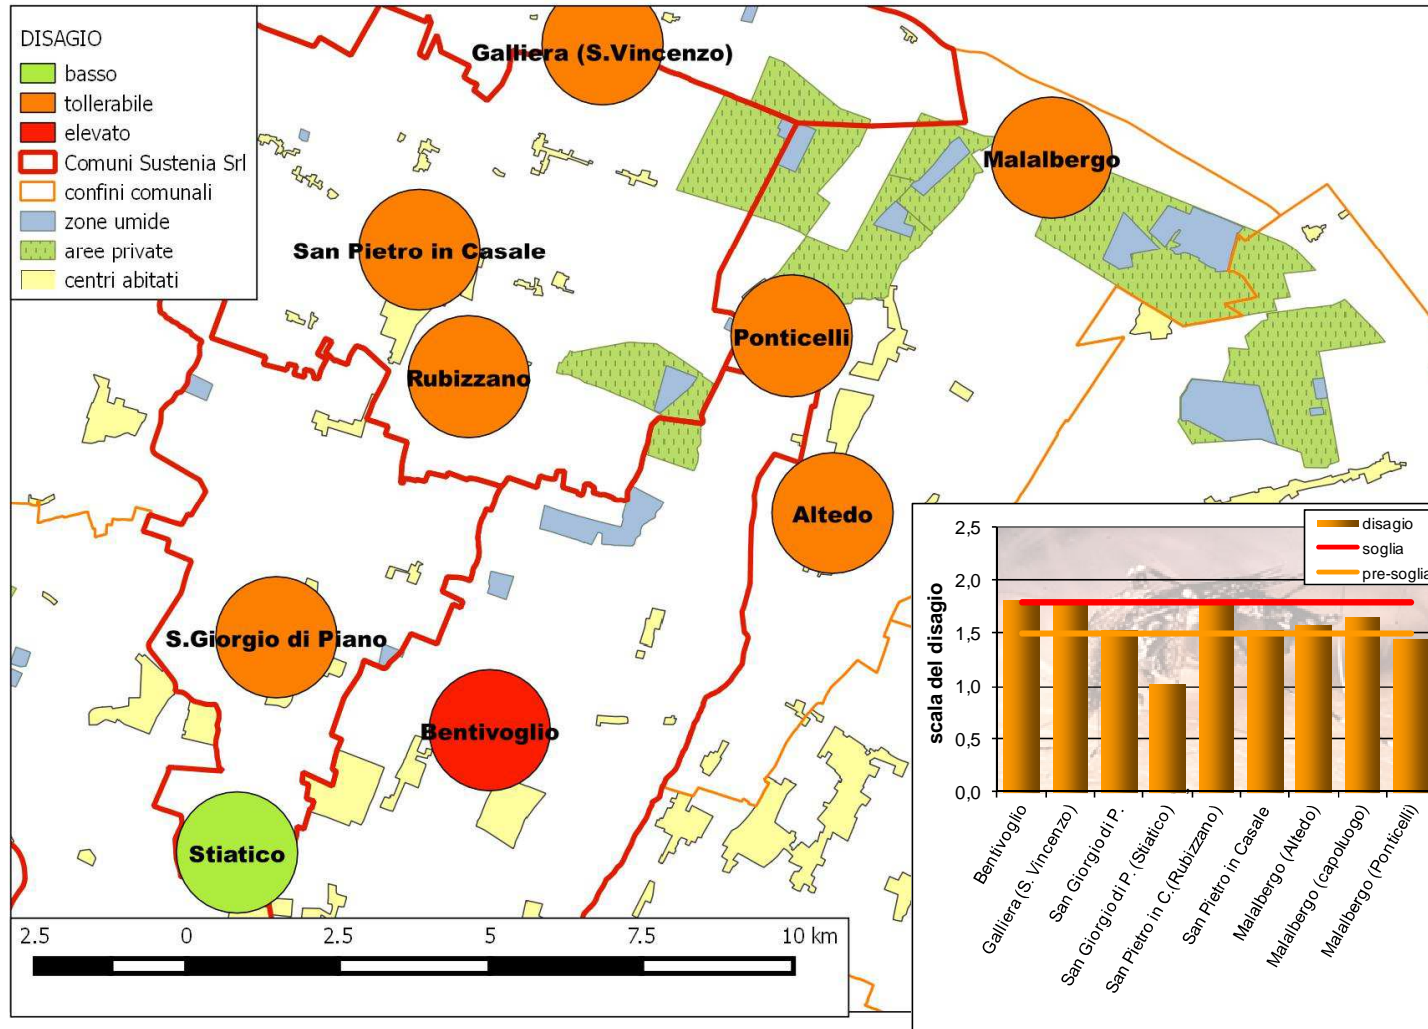 DISAGIO
basso
tollerabile
elevato
Comuni Sustenia Srl
confini comunali
zone umide
aree private
centri abitati
Galliera (S.Vincenzo)
Malalbergo
San Pietro in Casale
Ponticelli
Rubizzano
Altedo
S.Giorgio di Piano
Bentivoglio
Stiatico
2.5 0 2.5 5 7.5 10 km
disagio
soglia
pre-soglia
scala del disagio
2,5
2,0
1,5
1,0
0,5
0,0
Bentivoglio
Galliera (S. Vincenzo)
San Giorgio di P.
San Giorgio di P. (Stiatico)
San Pietro in C. (Rubizzano)
San Pietro in Casale
Malalbergo (Altedo)
Malalbergo (capoluogo)
Malalbergo (Ponticelli)